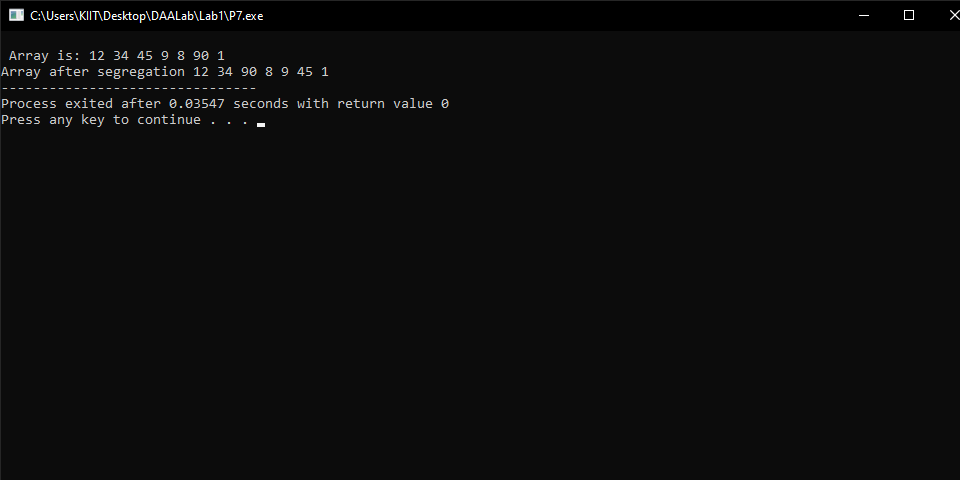 C:\Users\KIIT\Desktop\DAALab\Lab1\P7.exe
Array is: 12 34 45 9 8 90 1
Array after segregation 12 34 90 8 9 45 1
--------------------------------
Process exited after 0.03547 seconds with return value 0
Press any key to continue . . .